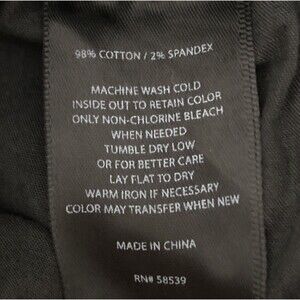 98% COTTON / 2% SPANDEX
MACHINE WASH COLD
INSIDE OUT TO RETAIN COLOR
ONLY NON-CHLORINE BLEACH
WHEN NEEDED
TUMBLE DRY LOW
OR FOR BETTER CARE
LAY FLAT TO DRY
WARM IRON IF NECESSARY
COLOR MAY TRANSFER WHEN NEW
MADE IN CHINA
RN# 58539